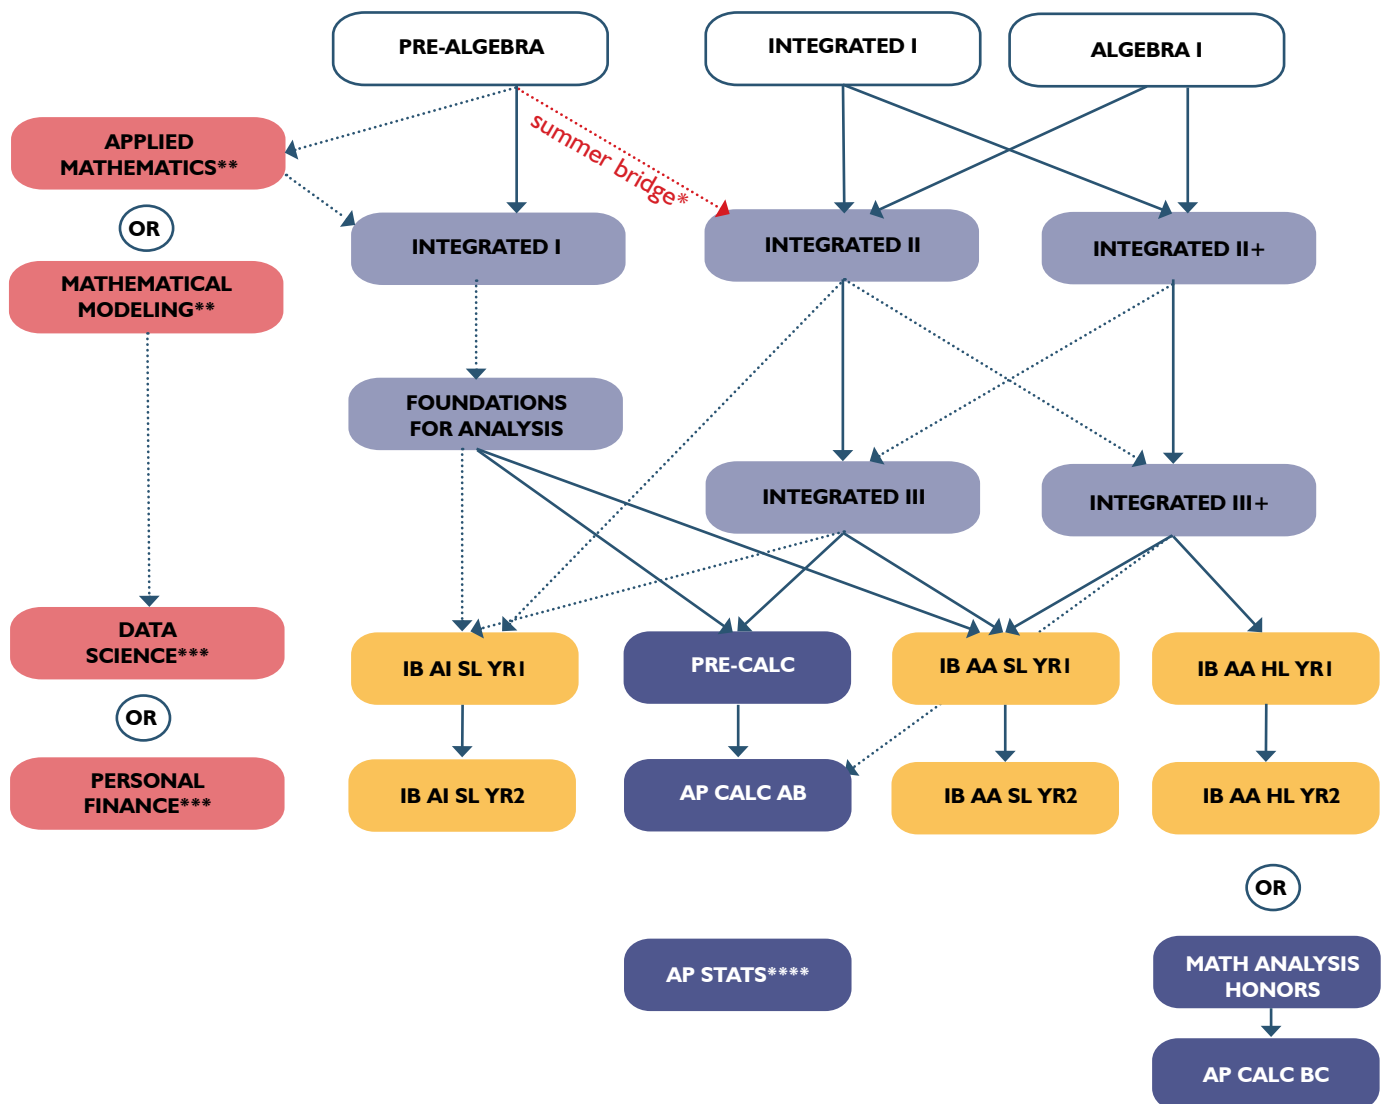 PRE-ALGEBRA
INTEGRATED I
ALGEBRA I
APPLIED
MATHEMATICS**
summer bridge*
OR
INTEGRATED I
INTEGRATED II
INTEGRATED II+
MATHEMATICAL
MODELING**
FOUNDATIONS
FOR ANALYSIS
INTEGRATED III
INTEGRATED III+
DATA
SCIENCE***
IB AI SL YR1
PRE-CALC
IB AA SL YR1
IB AA HL YR1
OR
PERSONAL
FINANCE***
IB AI SL YR2
AP CALC AB
IB AA SL YR2
IB AA HL YR2
OR
AP STATS****
MATH ANALYSIS
HONORS
AP CALC BC